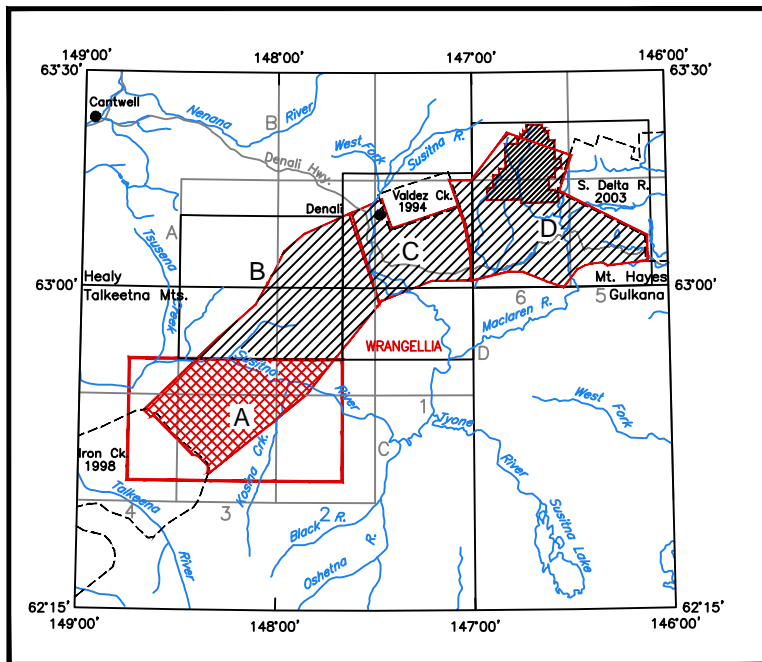 149°00'
148°00'
147°00'
146°00'
63°30'
63°30'
Cantwell
Nenana River
B
West Fork
Susitna R.
Denali Hwy.
S. Delta R.
2003
Valdez Ck.
1994
Denali
A
Tsusena Creek
B
C
D
D
63°00'
Healy
Talkeetna Mts.
Mt. Hayes
Gulkana
63°00'
6
5
Maclaren R.
WRANGELLIA
D
Susitna River
A
1
West Fork
Tyone River
Iron Ck.
1998
Kosina Crk.
C
Talkeena River
4
3
2
Black R.
Oshetna R.
Susitna Lake
62°15'
62°15'
149°00'
148°00'
147°00'
146°00'